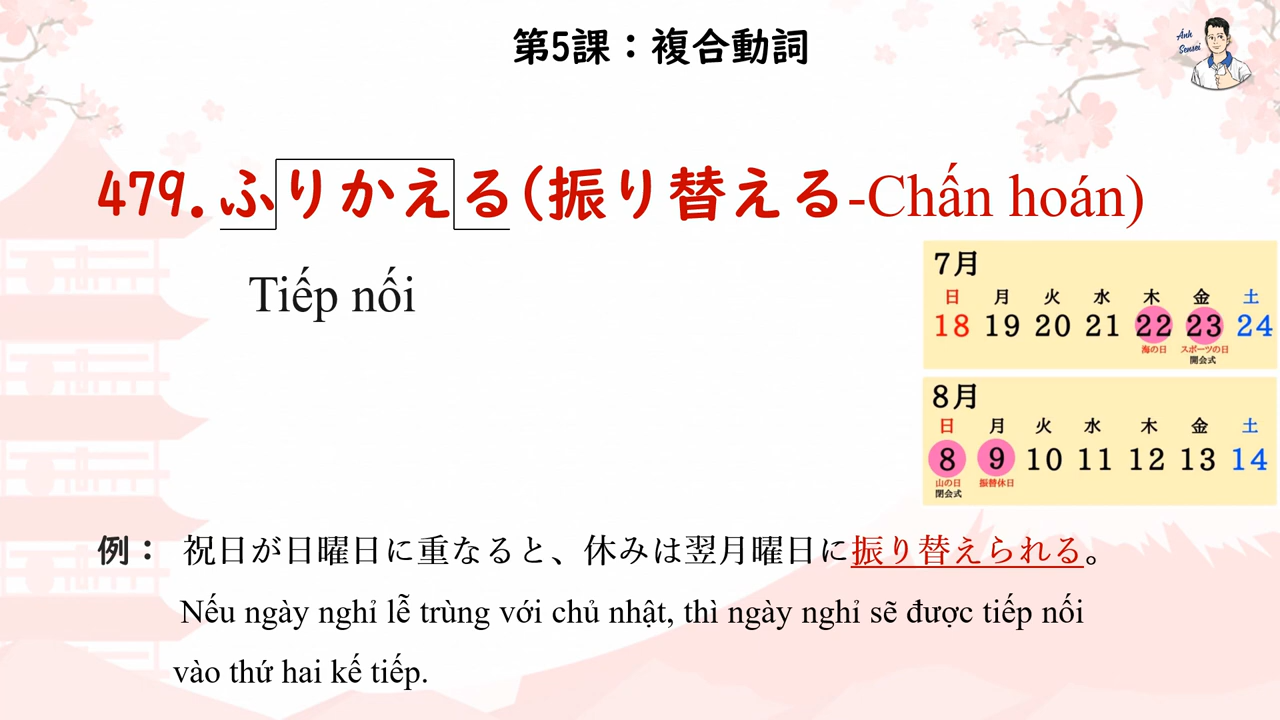 第5課：複合動詞
Anh
Sensei
479.ふりかえる(振り替える-Chấn hoán)
Tiếp nối
7月
日 月 火 水 木 金 土
18 19 20 21 22 23 24
海の日 スポーツの日
開会式
8月
日 月 火 水 木 金 土
8 9 10 11 12 13 14
山の日 振替休日
閉会式
例： 祝日が日曜日に重なると、休みは翌月曜日に振り替えられる。
Nếu ngày nghỉ lễ trùng với chủ nhật, thì ngày nghỉ sẽ được tiếp nối
vào thứ hai kế tiếp.